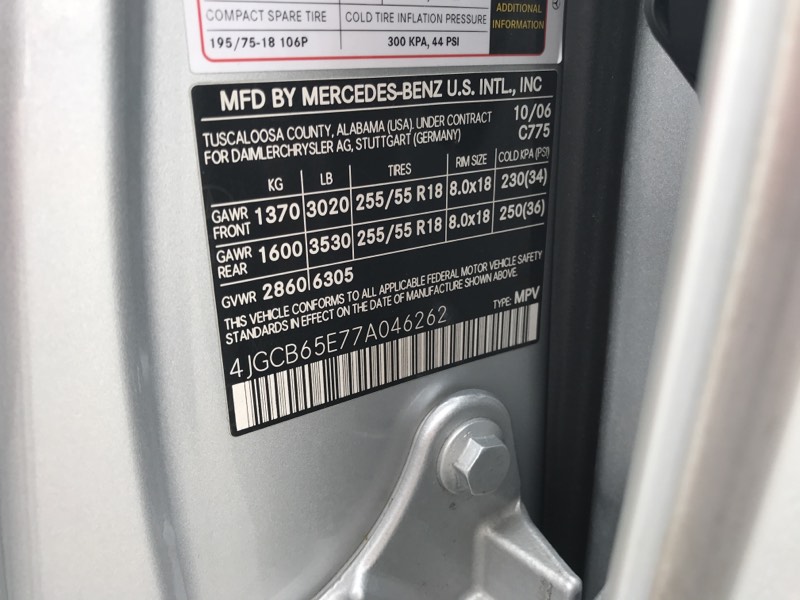 COMPACT SPARE TIRE COLD TIRE INFLATION PRESSURE
195/75-18 106P 300 KPA, 44 PSI
ADDITIONAL
INFORMATION
MFD BY MERCEDES-BENZ U.S. INTL., INC
TUSCALOOSA COUNTY, ALABAMA (USA). UNDER CONTRACT 10/06
FOR DAIMLERCHRYSLER AG, STUTTGART (GERMANY) C775
KG LB TIRES RIM SIZE COLD KPA (PSI)
GAWR FRONT 1370 3020 255/55 R18 8.0x18 230(34)
GAWR REAR 1600 3530 255/55 R18 8.0x18 250(36)
GVWR 2860 6305
THIS VEHICLE CONFORMS TO ALL APPLICABLE FEDERAL MOTOR VEHICLE SAFETY
STANDARDS IN EFFECT ON THE DATE OF MANUFACTURE SHOWN ABOVE. TYPE: MPV
4JGCB65E77A046262